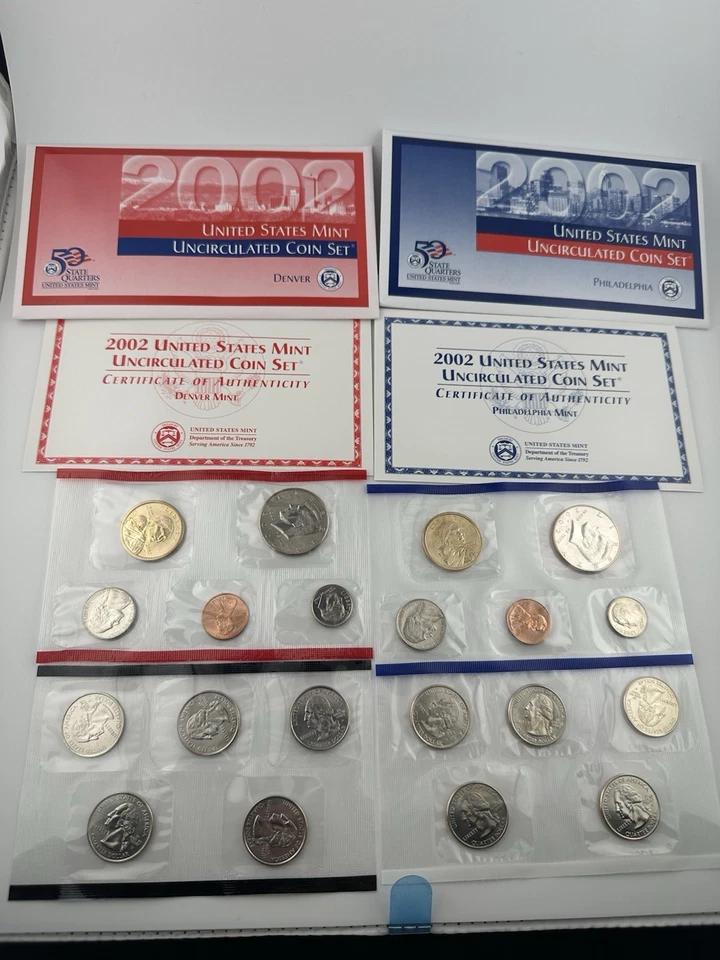 2002
UNITED STATES MINT
UNCIRCULATED COIN SET®
50
STATE
QUARTERS
UNITED STATES MINT
DENVER
2002
UNITED STATES MINT
UNCIRCULATED COIN SET®
50
STATE
QUARTERS
UNITED STATES MINT
PHILADELPHIA
2002 UNITED STATES MINT
UNCIRCULATED COIN SET®
CERTIFICATE OF AUTHENTICITY
DENVER MINT
UNITED STATES MINT
Department of the Treasury
Serving America Since 1792
2002 UNITED STATES MINT
UNCIRCULATED COIN SET®
CERTIFICATE OF AUTHENTICITY
PHILADELPHIA MINT
UNITED STATES MINT
Department of the Treasury
Serving America Since 1792